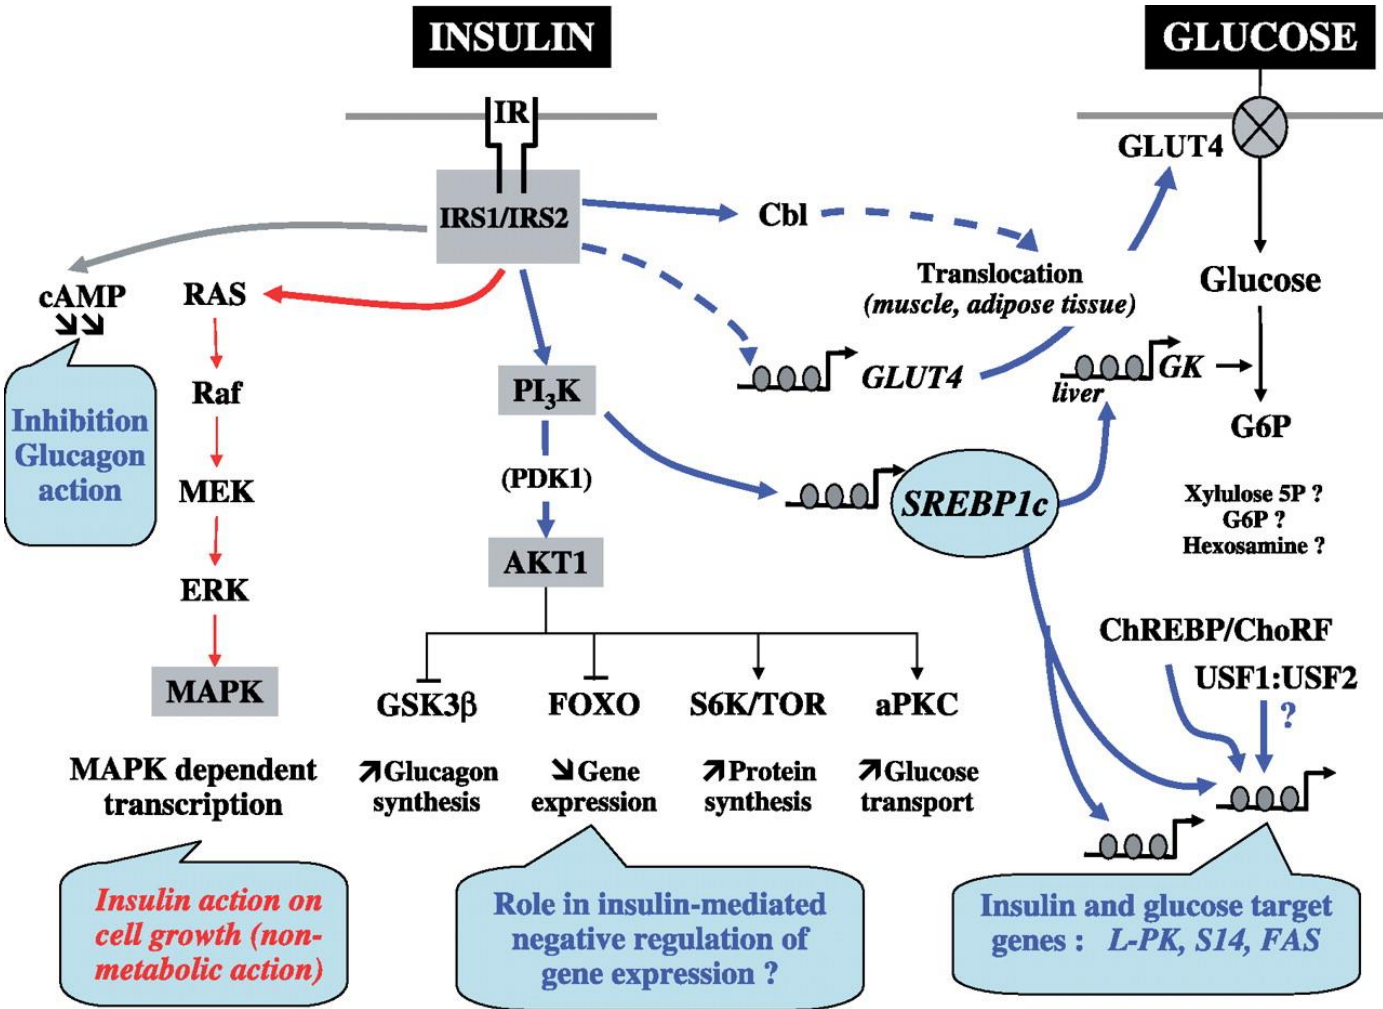 INSULIN
GLUCOSE
IR
GLUT4
IRS1/IRS2
Cbl
cAMP
RAS
Translocation
(muscle, adipose tissue)
Glucose
Raf
PI3K
GLUT4
GK
liver
G6P
Inhibition
Glucagon
action
MEK
(PDK1)
SREBP1c
Xylulose 5P ?
G6P ?
Hexosamine ?
AKT1
ERK
ChREBP/ChoRF
USF1:USF2
?
MAPK
GSK3β
FOXO
S6K/TOR
aPKC
MAPK dependent
transcription
↗Glucagon
synthesis
↘Gene
expression
↗Protein
synthesis
↗Glucose
transport
Insulin action on
cell growth (non-
metabolic action)
Role in insulin-mediated
negative regulation of
gene expression ?
Insulin and glucose target
genes : L-PK, S14, FAS